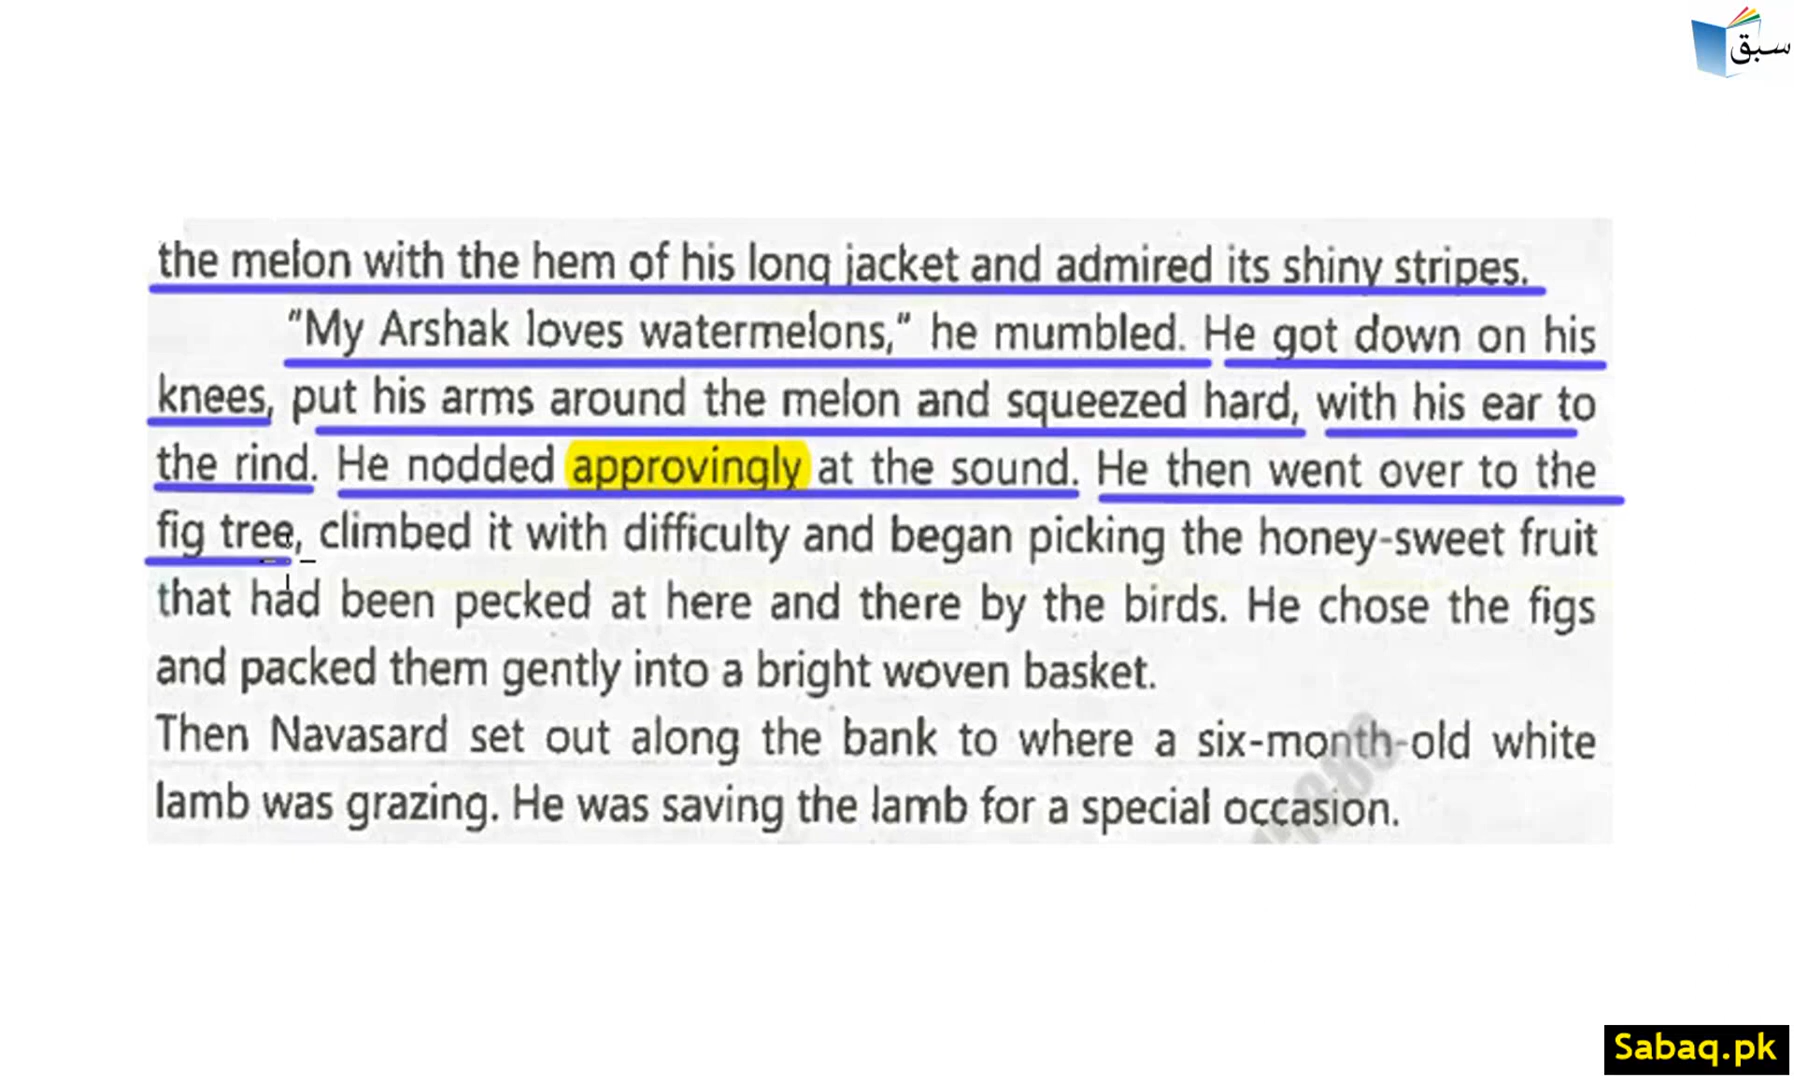 سبق
the melon with the hem of his long jacket and admired its shiny stripes.
"My Arshak loves watermelons," he mumbled. He got down on his
knees, put his arms around the melon and squeezed hard, with his ear to
the rind. He nodded approvingly at the sound. He then went over to the
fig tree, climbed it with difficulty and began picking the honey-sweet fruit
that had been pecked at here and there by the birds. He chose the figs
and packed them gently into a bright woven basket.
Then Navasard set out along the bank to where a six-month-old white
lamb was grazing. He was saving the lamb for a special occasion.
Sabaq.pk